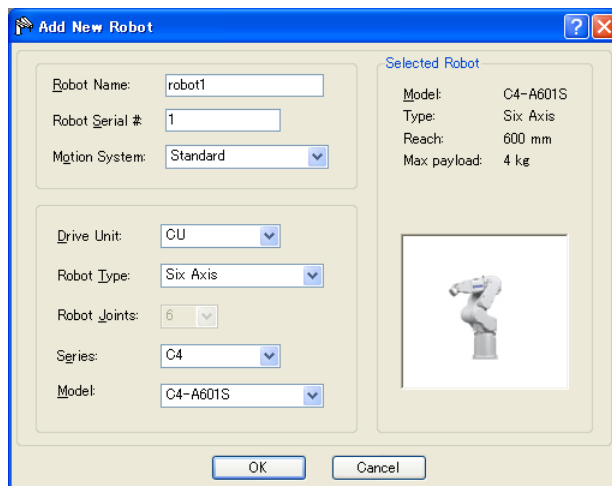 Add New Robot
Robot Name: robot1
Robot Serial #: 1
Motion System: Standard
Drive Unit: CU
Robot Type: Six Axis
Robot Joints: 6
Series: C4
Model: C4-A601S
Selected Robot
Model: C4-A601S
Type: Six Axis
Reach: 600 mm
Max payload: 4 kg
OK
Cancel